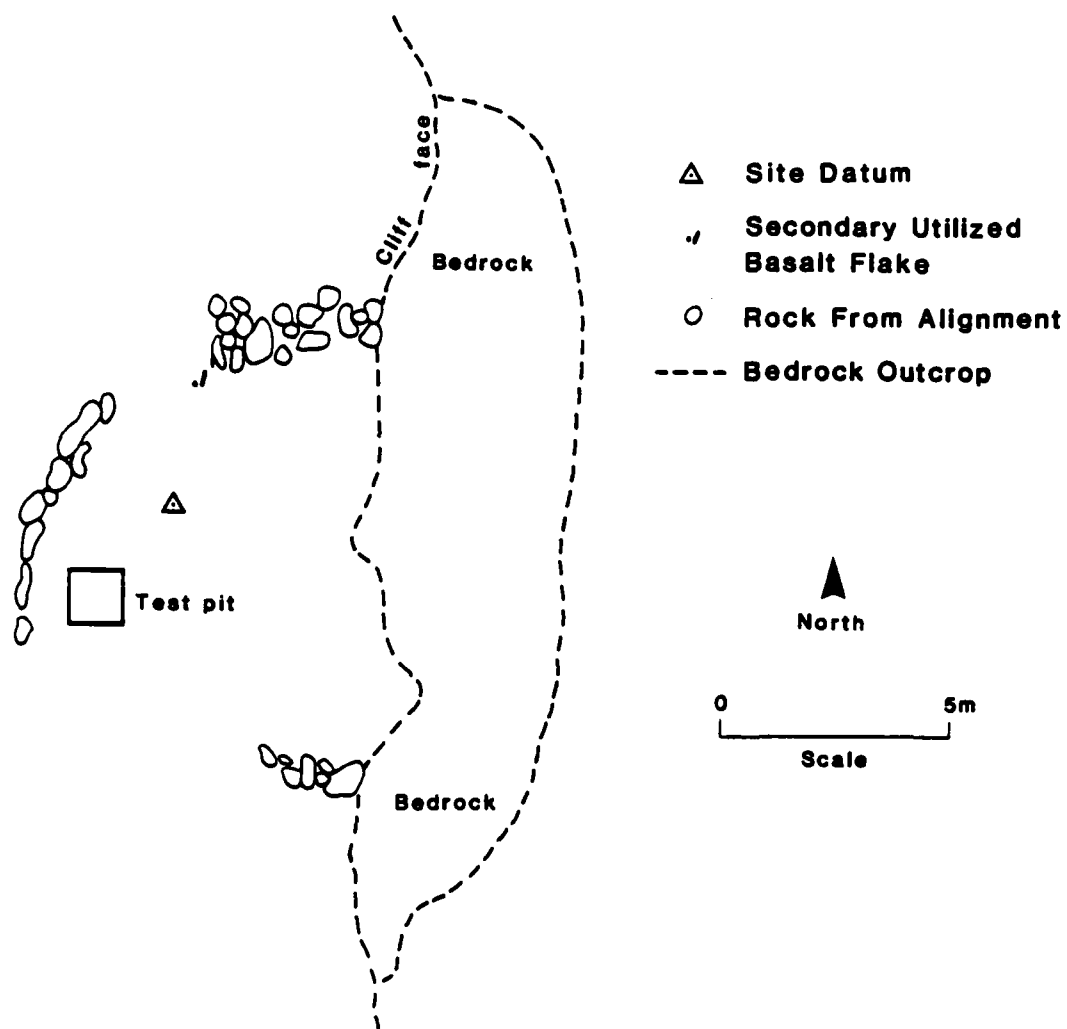 Cliff face
Bedrock
Site Datum
Secondary Utilized
Basalt Flake
Rock From Alignment
Bedrock Outcrop
Test pit
North
0 5m
Scale
Bedrock